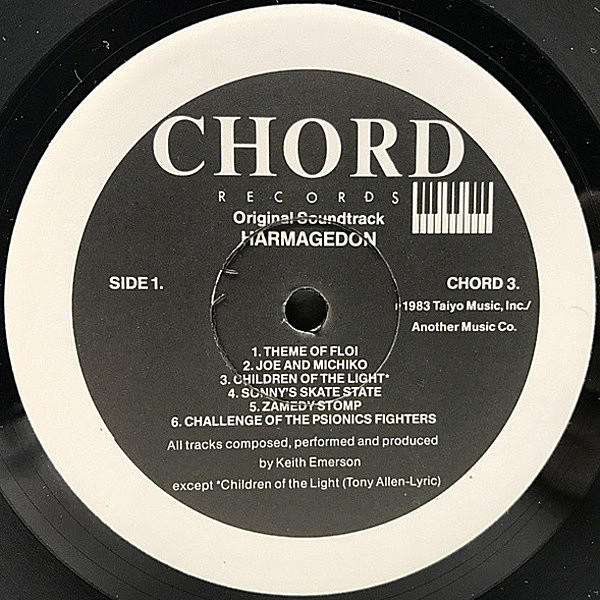 CHORD
RECORDS
Original Soundtrack
HARMAGEDON
SIDE 1.
CHORD 3.
℗1983 Taiyo Music, Inc./
Another Music Co.
1. THEME OF FLOI
2. JOE AND MICHIKO
3. CHILDREN OF THE LIGHT*
4. SONNY'S SKATE STATE
5. ZAMEDY STOMP
6. CHALLENGE OF THE PSIONICS FIGHTERS
All tracks composed, performed and produced
by Keith Emerson
except *Children of the Light (Tony Allen-Lyric)